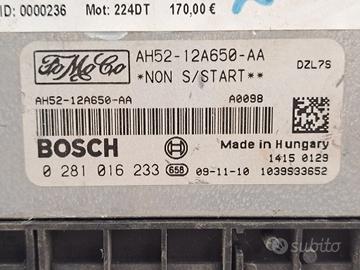 ID: 0000236 Mot: 224DT 170,00 €
FoMoCo AH52-12A650-AA DZL7S
*NON S/START**
AH52-12A650-AA A0098
BOSCH Made in Hungary
1415 0129
0 281 016 233 658 09-11-10 1039S33652
subito